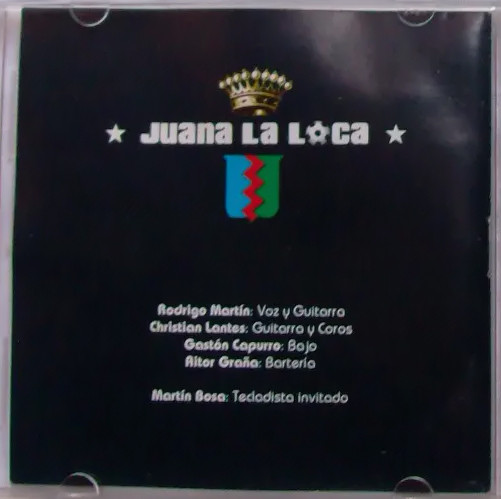 JUANA LA LOCA
Rodrigo Martín: Voz y Guitarra
Christian Lantes: Guitarra y Coros
Gastón Capurro: Bajo
Aitor Graña: Bartería
Martín Bosa: Tecladista invitado